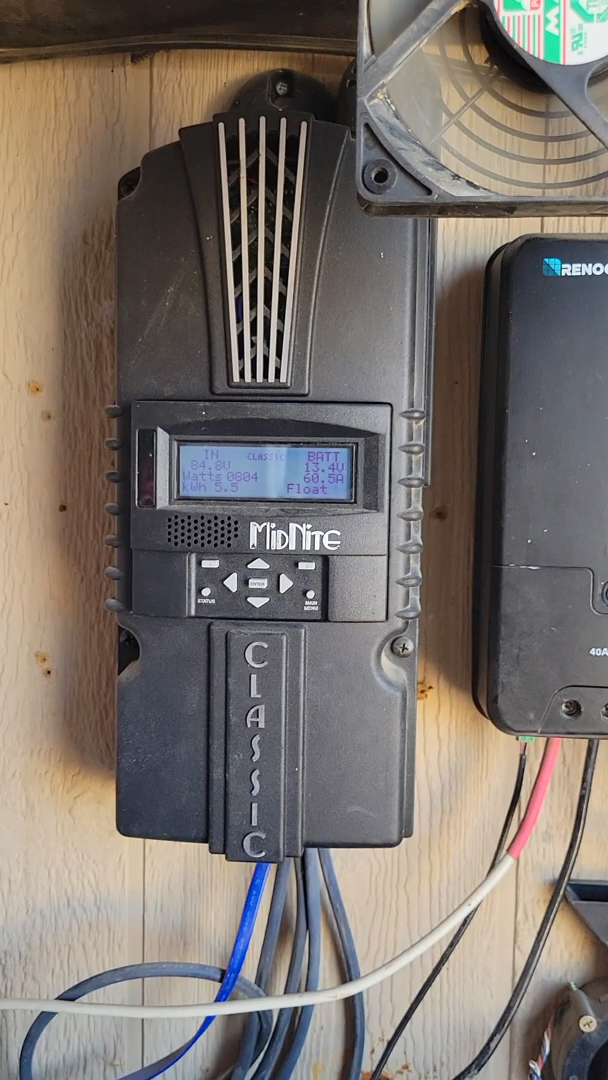 RENOG
IN CLASSIC BATT
84.8V 13.4V
Watts 0804 60.5A
kWh 5.5 Float
MIDNITE
ENTER
STATUS
MAIN
MENU
40A
CLASSIC